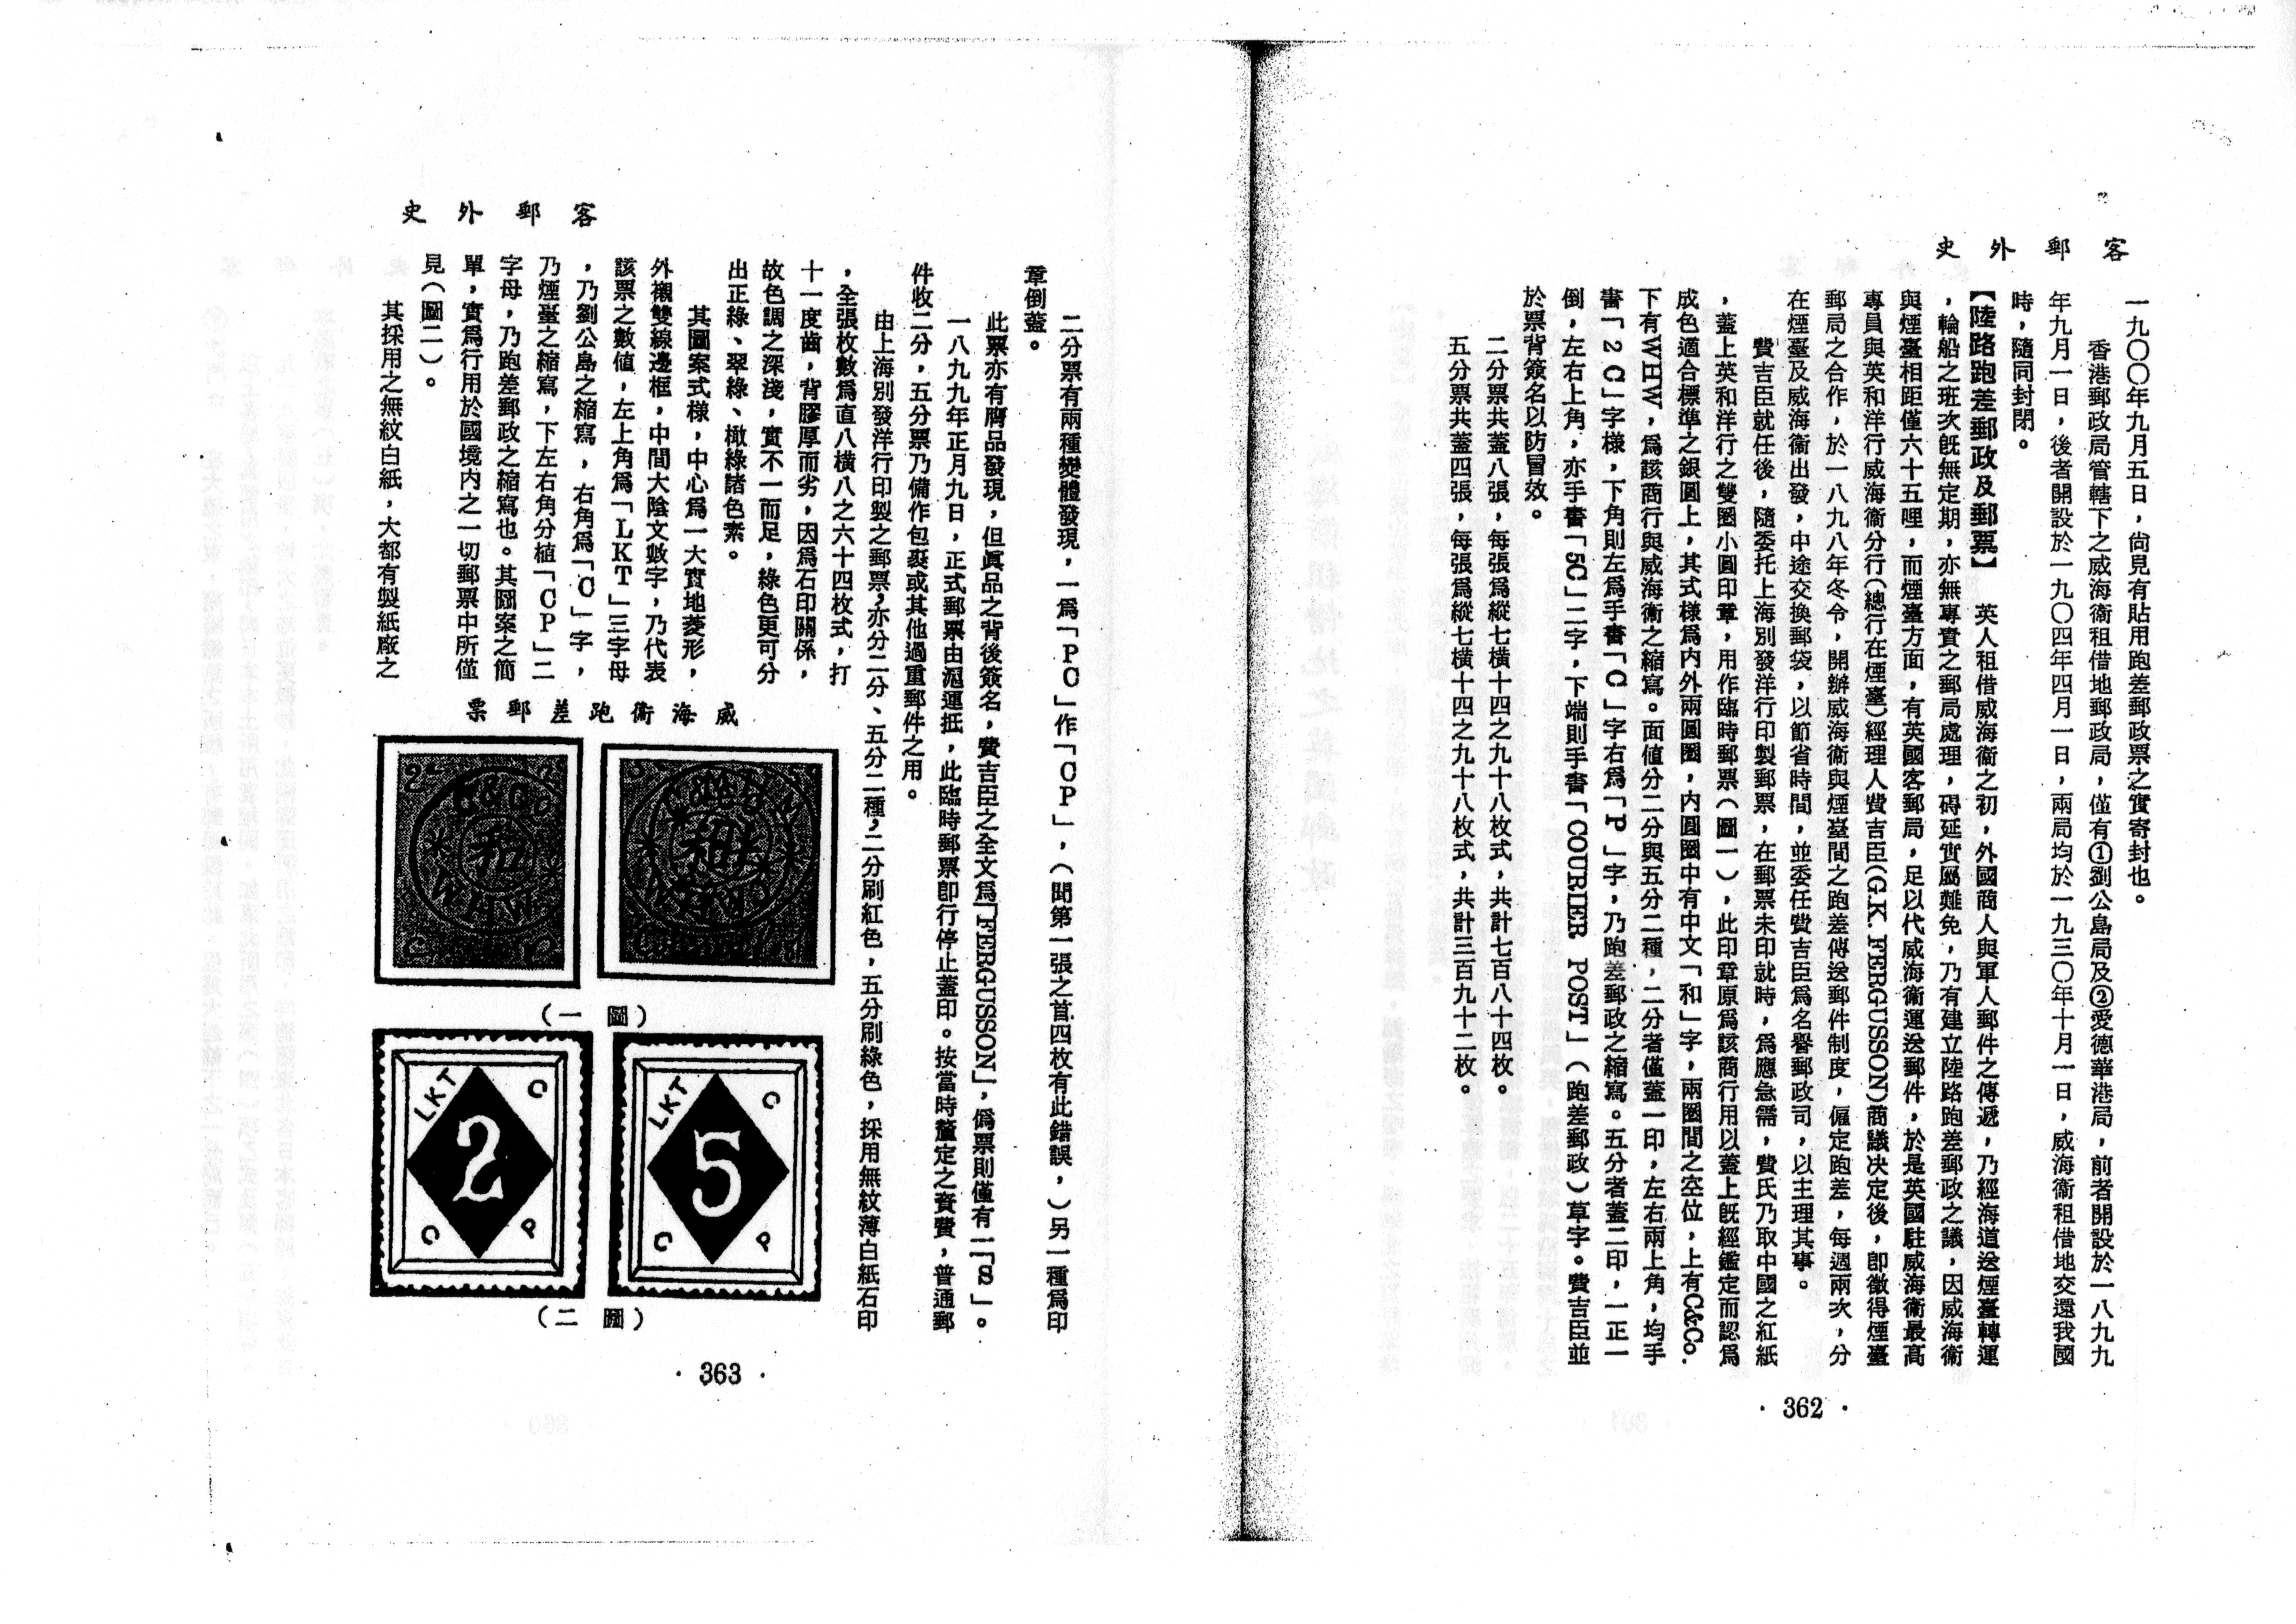 客郵外史
一九〇〇年九月五日，尙見有貼用跑差郵政票之實寄封也。
香港郵政局管轄下之威海衞租借地郵政局，僅有①劉公島局及②愛德華港局，前者開設於一八九九
年九月一日，後者開設於一九〇四年四月一日，兩局均於一九三〇年十月一日，威海衞租借地交還我國
時，隨同封閉。
【陸路跑差郵政及郵票】　英人租借威海衞之初，外國商人與軍人郵件之傳遞，乃經海道送煙臺轉運
，輪船之班次旣無定期，亦無專責之郵局處理，碍延實屬難免，乃有建立陸路跑差郵政之議，因威海衞
與煙臺相距僅六十五哩，而煙臺方面，有英國客郵局，足以代威海衞運送郵件，於是英國駐威海衞最高
專員與英和洋行威海衞分行(總行在煙臺)經理人費吉臣(G.K. FERGUSSON)商議决定後，卽徵得煙臺
郵局之合作，於一八九八年冬令，開辦威海衞與煙臺間之跑差傳送郵件制度，僱定跑差，每週兩次，分
在煙臺及威海衞出發，中途交換郵袋，以節省時間，並委任費吉臣爲名譽郵政司，以主理其事。
費吉臣就任後，隨委托上海別發洋行印製郵票，在郵票未印就時，爲應急需，費氏乃取中國之紅紙
，蓋上英和洋行之雙圈小圓印章，用作臨時郵票（圖一），此印章原爲該商行用以蓋上旣經鑑定而認爲
成色適合標準之銀圓上，其式樣爲内外兩圓圈，内圓圈中有中文「和」字，兩圈間之空位，上有C&Co.
下有WHW，爲該商行與威海衞之縮寫。面值分二分與五分二種，二分者僅蓋一印，左右兩上角，均手
書「2C」字樣，下角則左爲手書「C」字右爲「P」字，乃跑差郵政之縮寫。五分者蓋二印，一正一
倒，左右上角，亦手書「5C」二字，下端則手書「COURIER POST」（跑差郵政）草字。費吉臣並
於票背簽名以防冒效。
二分票共蓋八張，每張爲縱七橫十四之九十八枚式，共計七百八十四枚。
五分票共蓋四張，每張爲縱七橫十四之九十八枚式，共計三百九十二枚。
· 362 ·
客郵外史
二分票有兩種變體發現，一爲「PC」作「CP」，（聞第一張之首四枚有此錯誤，）另一種爲印
章倒蓋。
此票亦有膺品發現，但眞品之背後簽名，費吉臣之全文爲「FERGUSSON」，僞票則僅有一「S」。
一八九九年正月九日，正式郵票由滬運抵，此臨時郵票卽行停止蓋印。按當時釐定之資費，普通郵
件收二分，五分票乃備作包裹或其他過重郵件之用。
由上海別發洋行印製之郵票，亦分二分、五分二種，二分刷紅色，五分刷綠色，採用無紋薄白紙石印
，全張枚數爲直八橫八之六十四枚式，打
十一度齒，背膠厚而劣，因爲石印關係，
故色調之深淺，實不一而足，綠色更可分
出正綠、翠綠、橄綠諸色素。
其圖案式樣，中心爲一大實地菱形，
外襯雙線邊框，中間大陰文數字，乃代表
該票之數値，左上角爲「LKT」三字母
，乃劉公島之縮寫，右角爲「C」字，
乃煙臺之縮寫，下左右角分植「CP」二
字母，乃跑差郵政之縮寫也。其圖案之簡
單，實爲行用於國境内之一切郵票中所僅
見（圖二）。
其採用之無紋白紙，大都有製紙廠之
威海衞跑差郵票
2
C&Co
和
WHW
C
P
和
（圖一）
LKT
C
2
C
P
LKT
C
5
C
P
（圖二）
· 363 ·